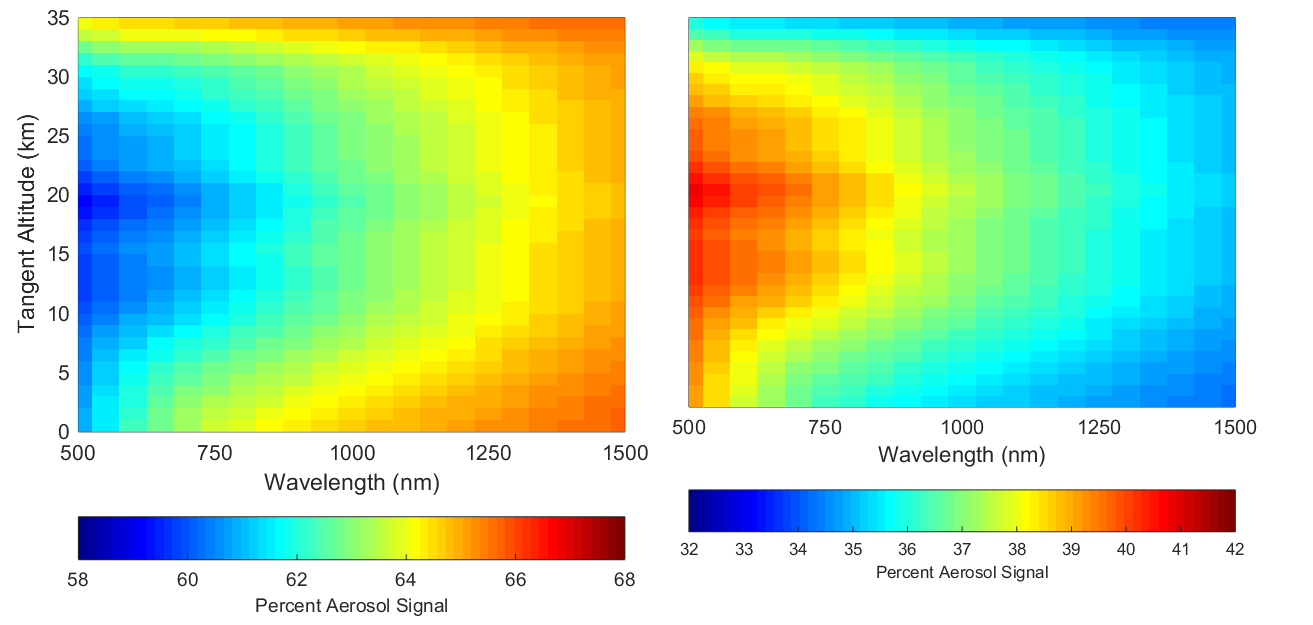 35
30
25
20
15
10
5
0
Tangent Altitude (km)
500 750 1000 1250 1500
Wavelength (nm)
58 60 62 64 66 68
Percent Aerosol Signal
500 750 1000 1250 1500
Wavelength (nm)
32 33 34 35 36 37 38 39 40 41 42
Percent Aerosol Signal